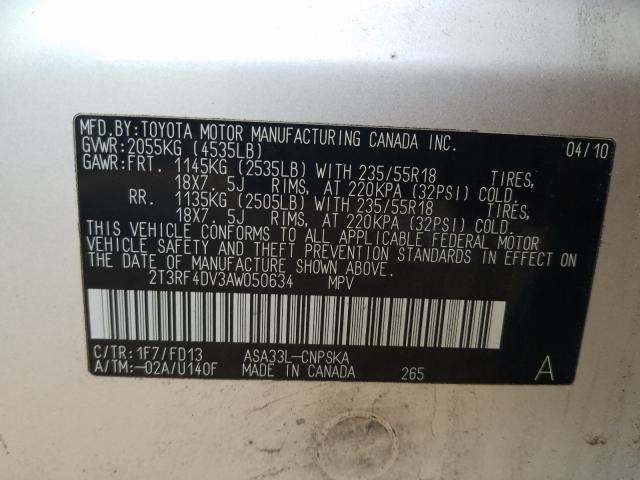 MFD.BY:TOYOTA MOTOR MANUFACTURING CANADA INC.
GVWR:2055KG (4535LB) 04/10
GAWR:FRT. 1145KG (2535LB) WITH 235/55R18 TIRES,
18X7. 5J RIMS, AT 220KPA (32PSI) COLD.
RR. 1135KG (2505LB) WITH 235/55R18 TIRES,
18X7. 5J RIMS, AT 220KPA (32PSI) COLD.
THIS VEHICLE CONFORMS TO ALL APPLICABLE FEDERAL MOTOR
VEHICLE SAFETY AND THEFT PREVENTION STANDARDS IN EFFECT ON
THE DATE OF MANUFACTURE SHOWN ABOVE.
2T3RF4DV3AW050634 MPV
C/TR:1F7/FD13 ASA33L-CNPSKA
A/TM:-02A/U140F MADE IN CANADA 265 A